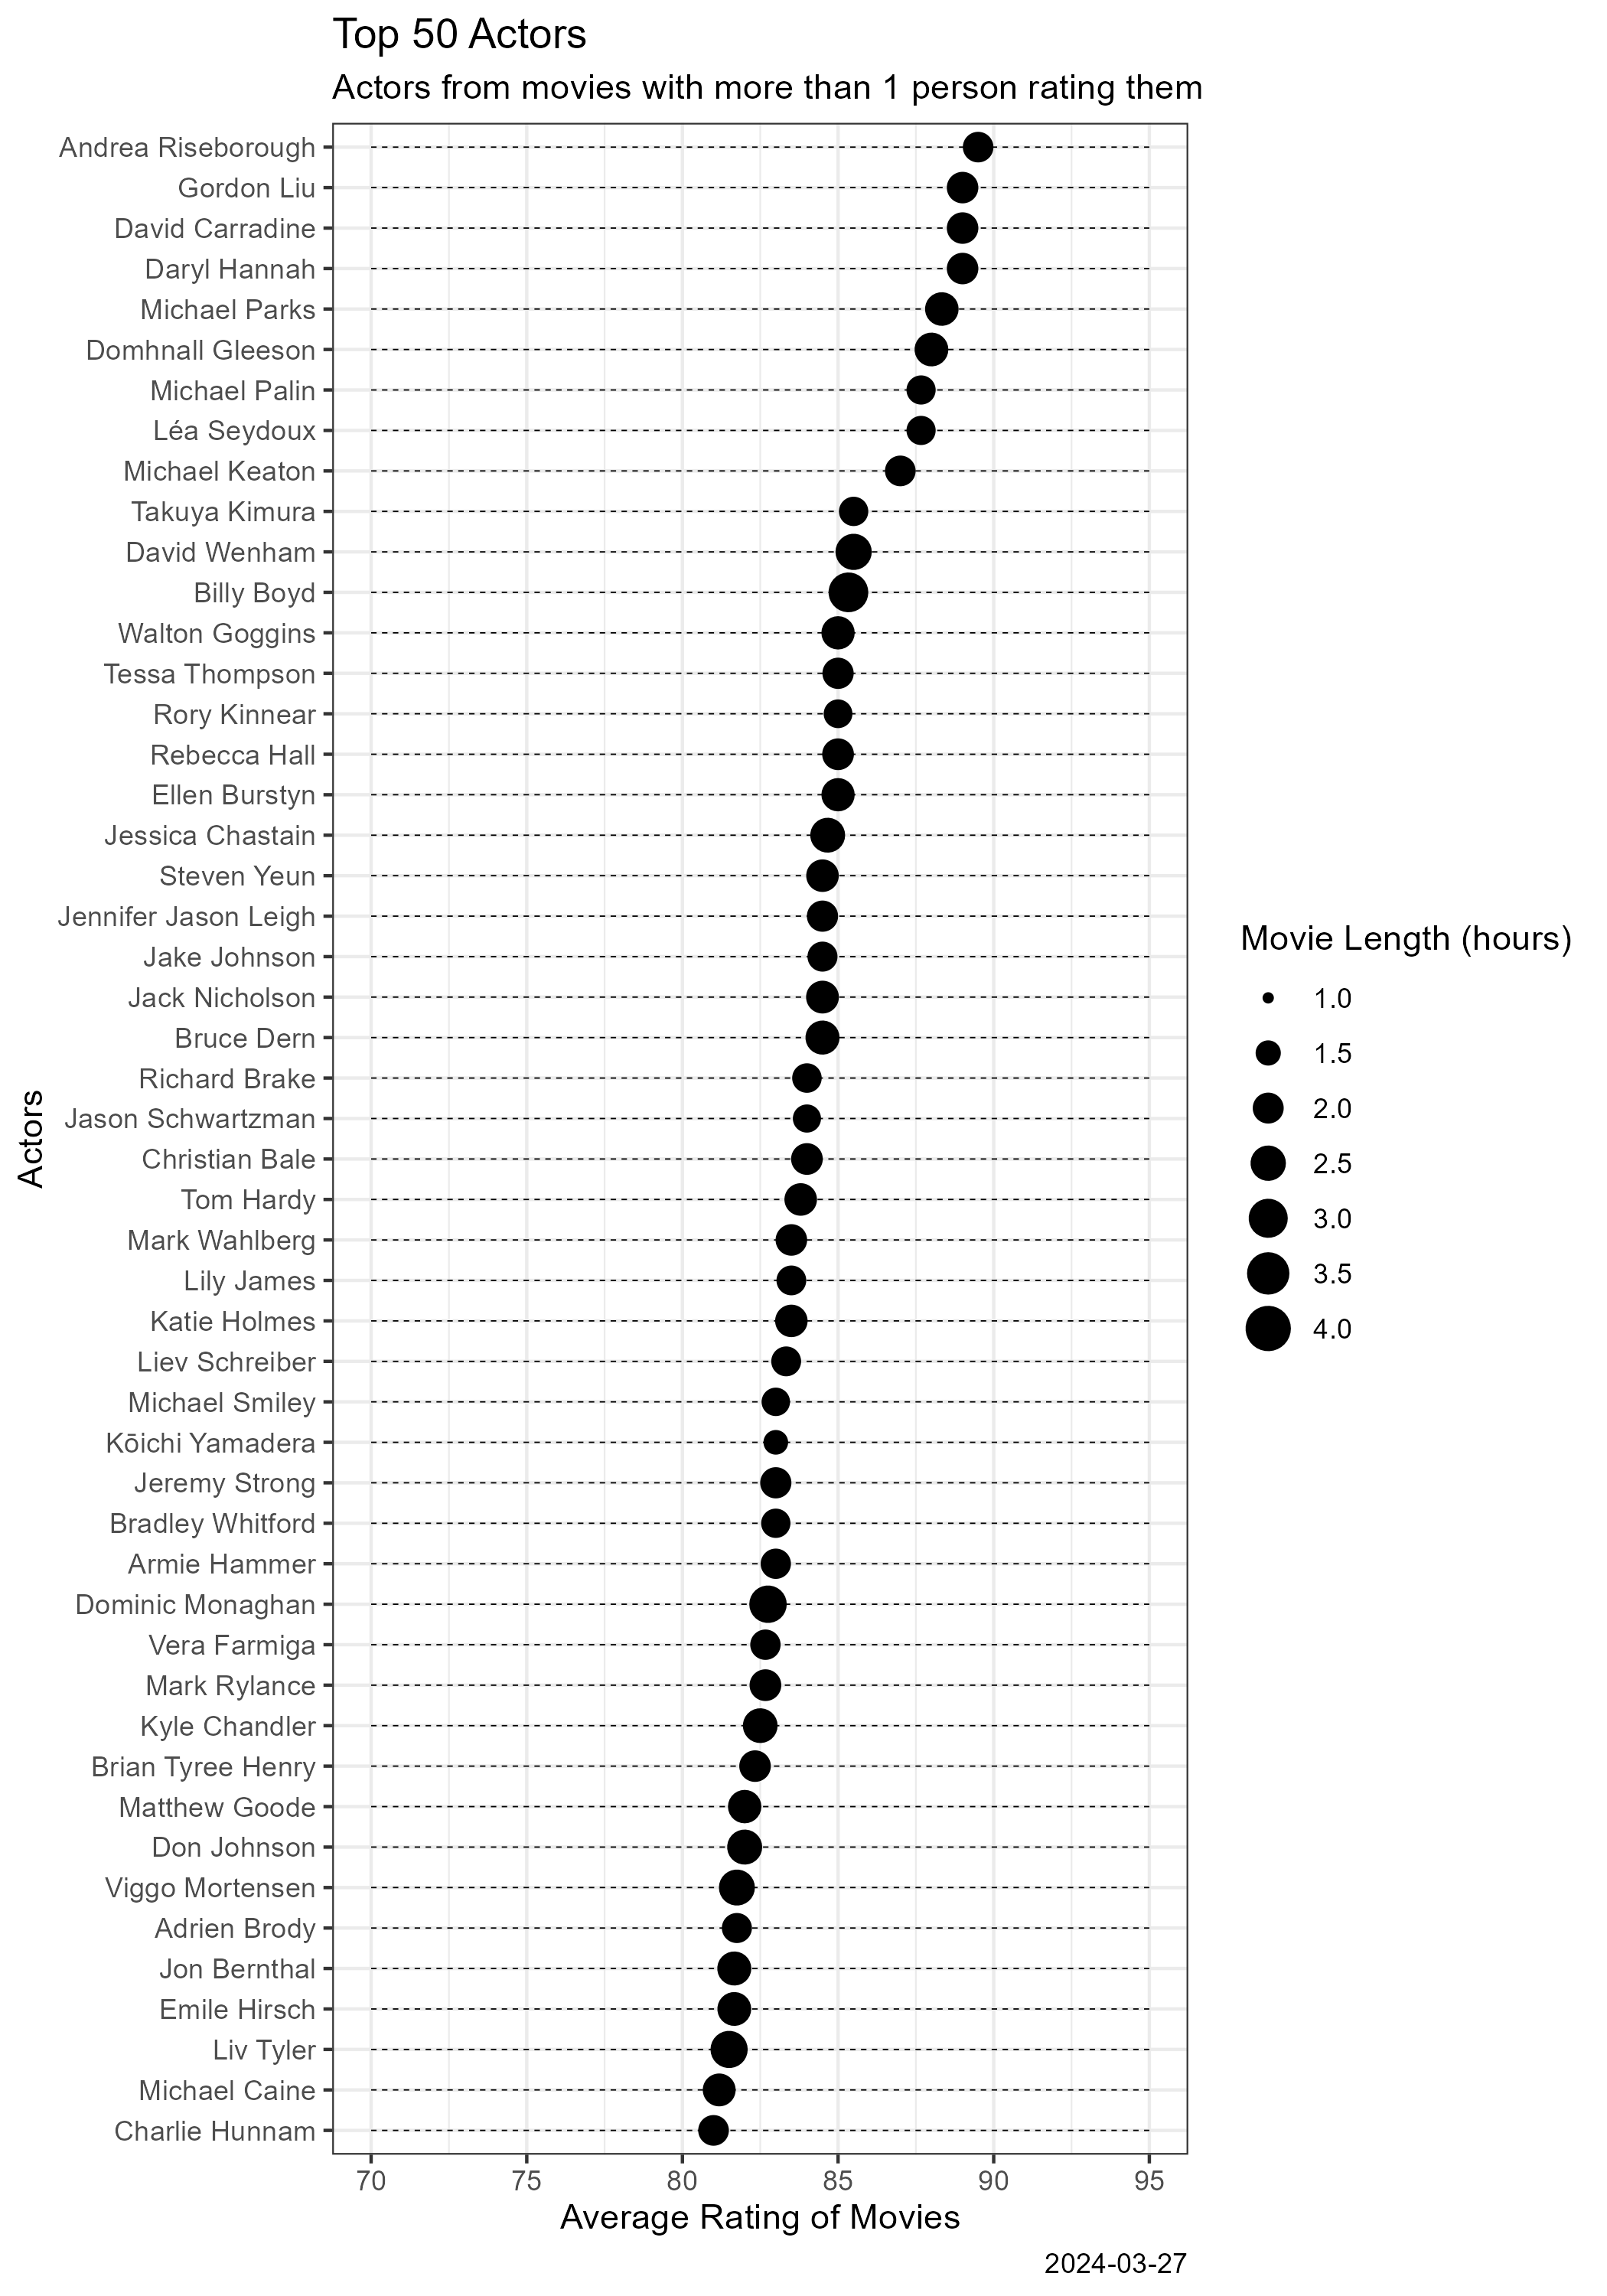 Top 50 Actors
Actors from movies with more than 1 person rating them
Andrea Riseborough
Gordon Liu
David Carradine
Daryl Hannah
Michael Parks
Domhnall Gleeson
Michael Palin
Léa Seydoux
Michael Keaton
Takuya Kimura
David Wenham
Billy Boyd
Walton Goggins
Tessa Thompson
Rory Kinnear
Rebecca Hall
Ellen Burstyn
Jessica Chastain
Steven Yeun
Jennifer Jason Leigh
Jake Johnson
Jack Nicholson
Bruce Dern
Richard Brake
Jason Schwartzman
Christian Bale
Tom Hardy
Mark Wahlberg
Lily James
Katie Holmes
Liev Schreiber
Michael Smiley
Kōichi Yamadera
Jeremy Strong
Bradley Whitford
Armie Hammer
Dominic Monaghan
Vera Farmiga
Mark Rylance
Kyle Chandler
Brian Tyree Henry
Matthew Goode
Don Johnson
Viggo Mortensen
Adrien Brody
Jon Bernthal
Emile Hirsch
Liv Tyler
Michael Caine
Charlie Hunnam
Actors
70 75 80 85 90 95
Average Rating of Movies
Movie Length (hours)
1.0
1.5
2.0
2.5
3.0
3.5
4.0
2024-03-27